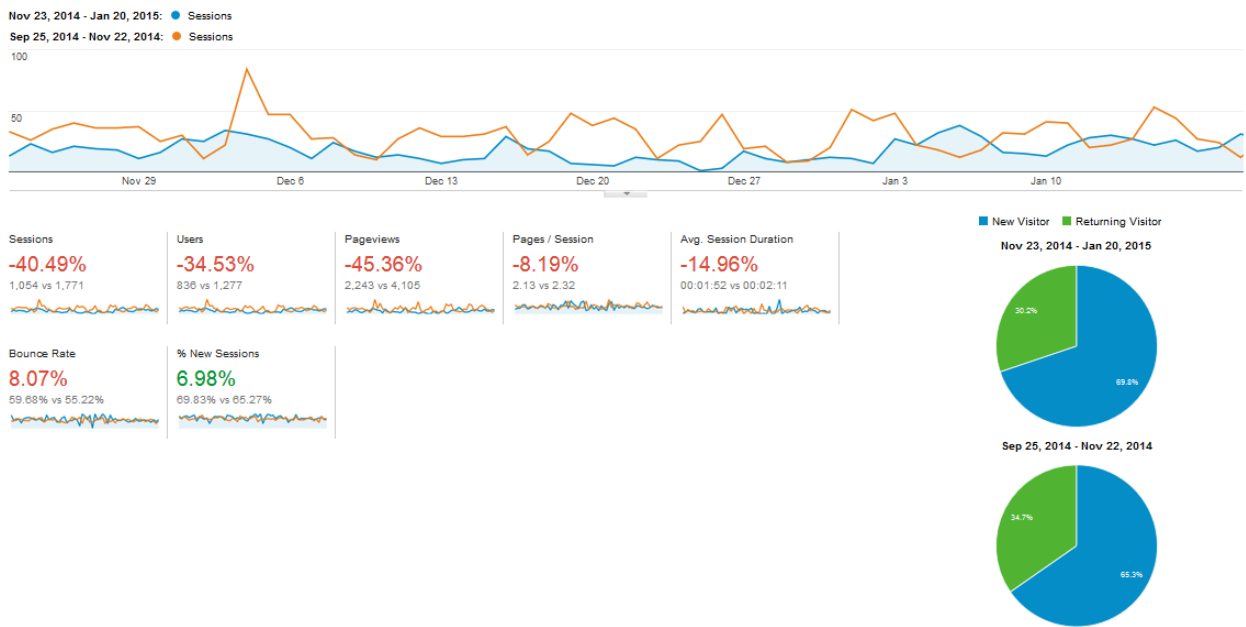 Nov 23, 2014 - Jan 20, 2015: Sessions
Sep 25, 2014 - Nov 22, 2014: Sessions
100
50
Nov 29 Dec 6 Dec 13 Dec 20 Dec 27 Jan 3 Jan 10
New Visitor Returning Visitor
Nov 23, 2014 - Jan 20, 2015
30.2%
69.8%
Sessions Users Pageviews Pages / Session Avg. Session Duration
-40.49% -34.53% -45.36% -8.19% -14.96%
1,054 vs 1,771 836 vs 1,277 2,243 vs 4,105 2.13 vs 2.32 00:01:52 vs 00:02:11
Bounce Rate % New Sessions
8.07% 6.98%
59.68% vs 55.22% 69.83% vs 65.27%
Sep 25, 2014 - Nov 22, 2014
34.7%
65.3%